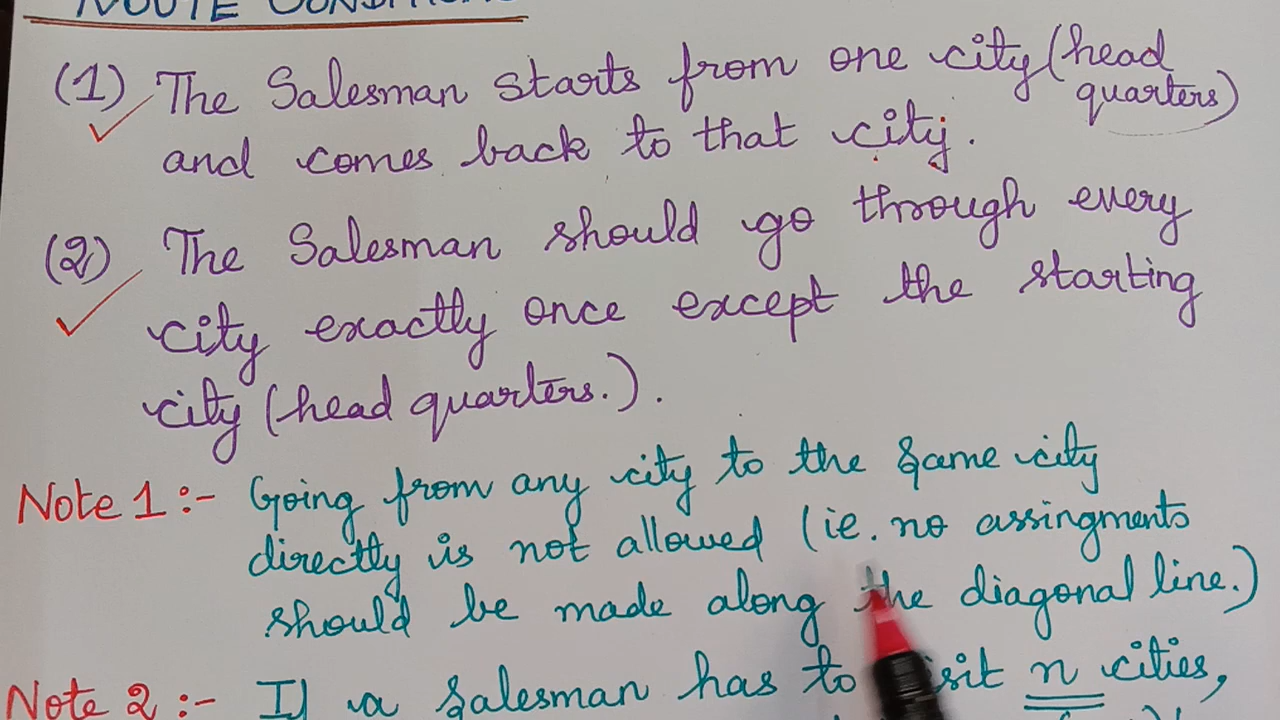 ROUTE CONDITIONS
(1) The Salesman starts from one city (head quarters)
and comes back to that city.
(2) The Salesman should go through every
city exactly once except the starting
city (head quarters.).
Note 1 :- Going from any city to the same city
directly is not allowed (ie. no assingments
should be made along the diagonal line.)
Note 2 :- If a salesman has to visit n cities,